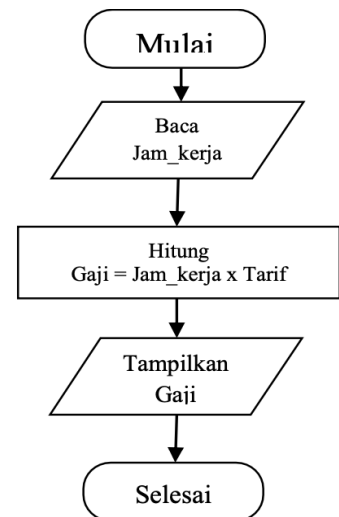 Mulai
Baca
Jam_kerja
Hitung
Gaji = Jam_kerja x Tarif
Tampilkan
Gaji
Selesai